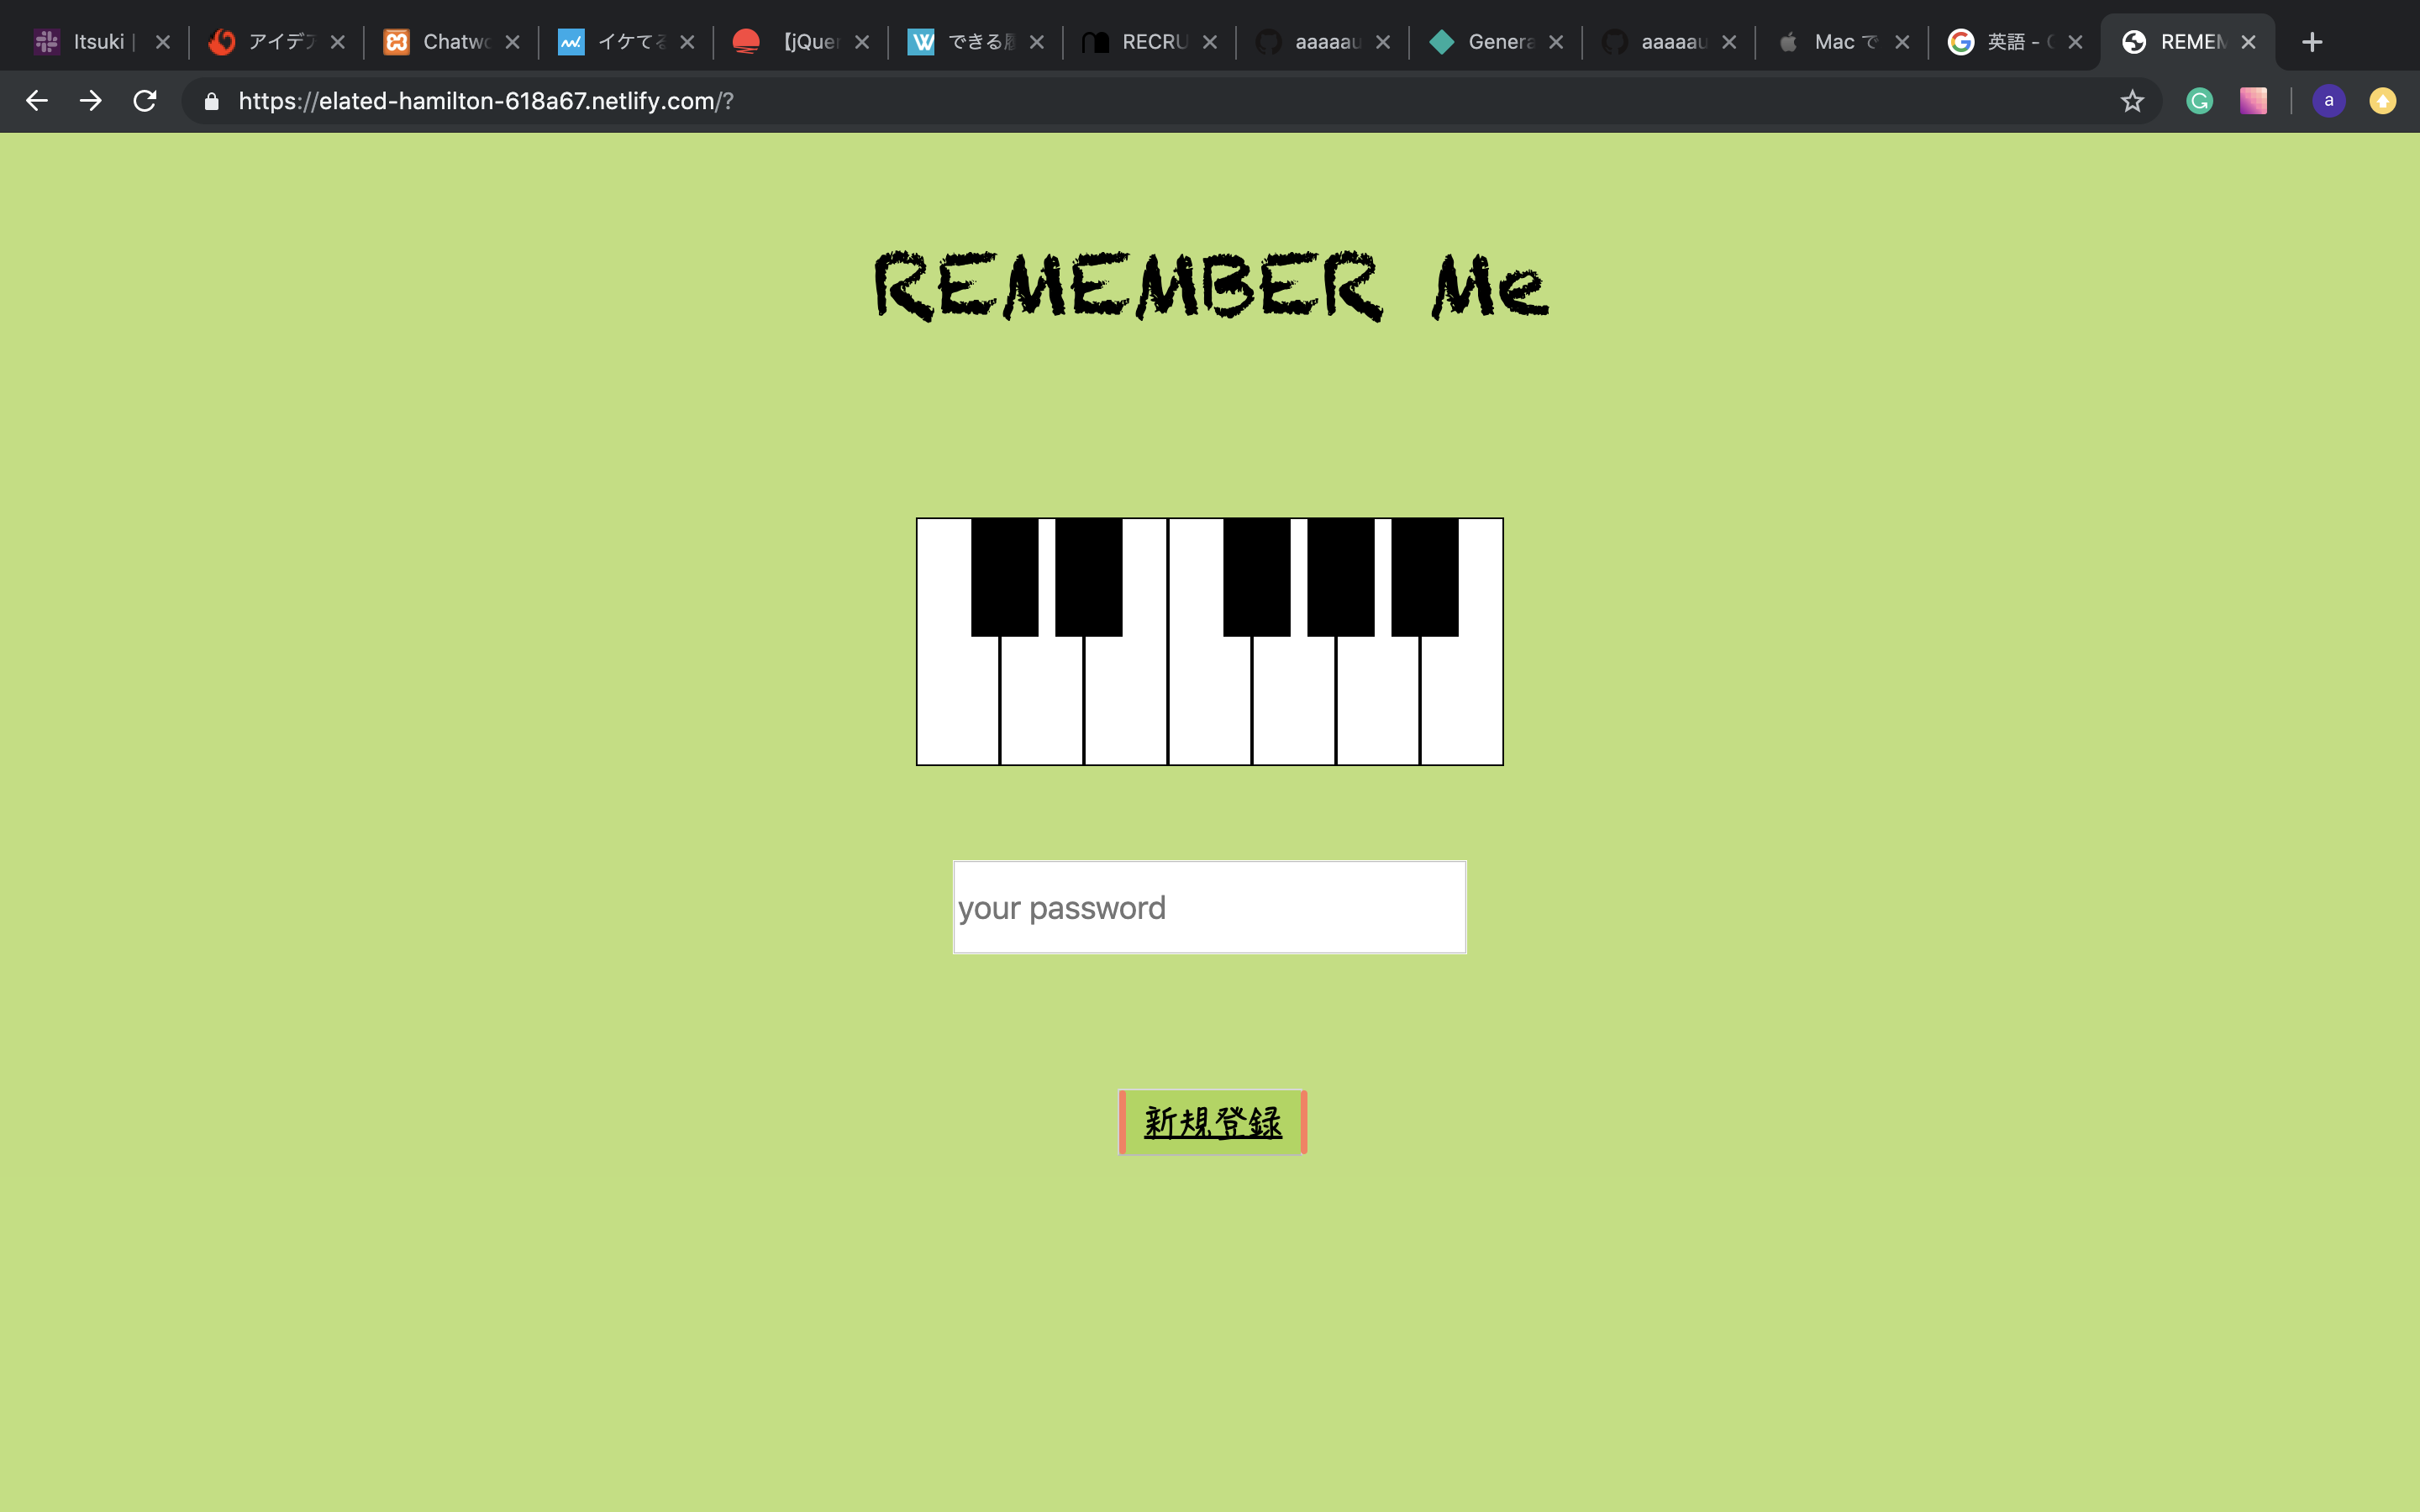 Itsuki |
アイデア
Chatwo
イケてる
【jQuer
できる
RECRU
aaaaau
Genera
aaaaau
Mac で
英語 -
REMEM
https://elated-hamilton-618a67.netlify.com/?
a
REMEMBER Me
your password
新規登録